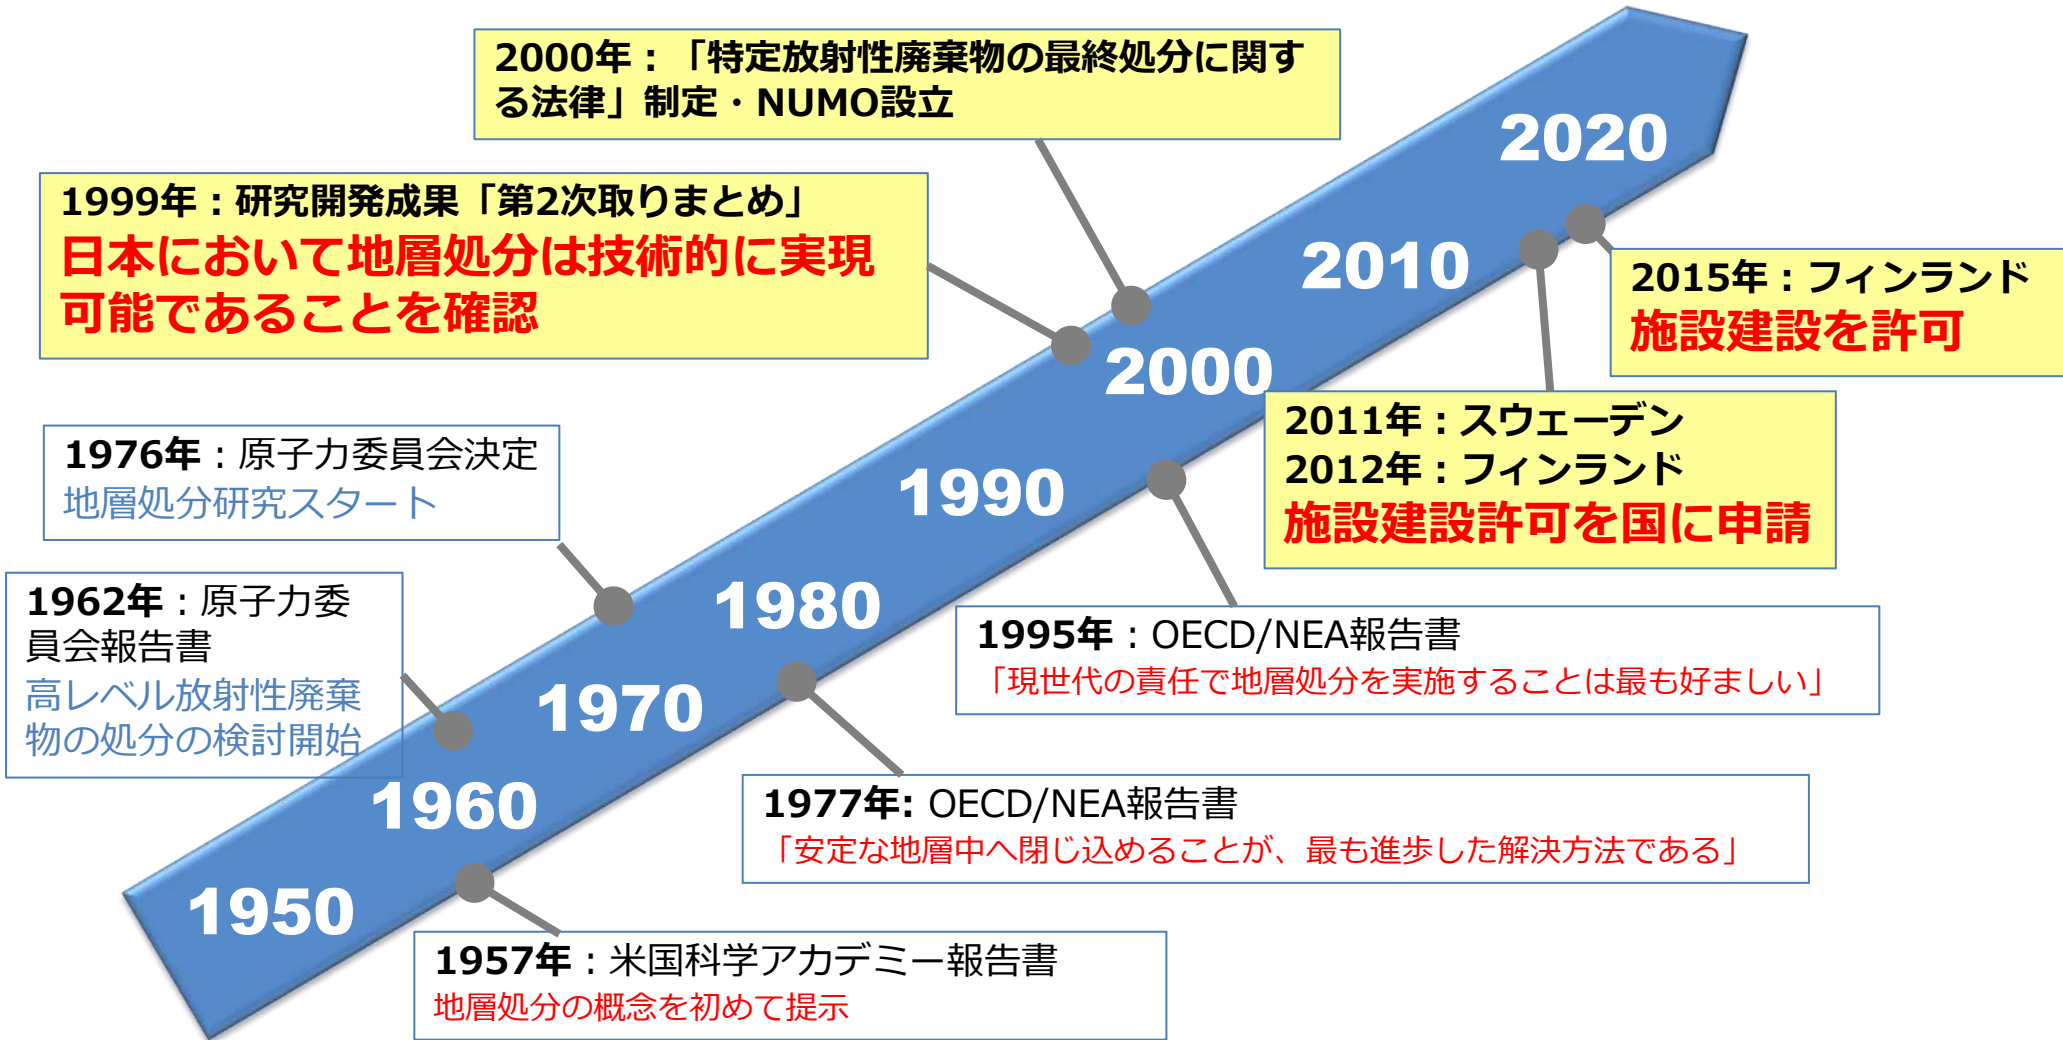 2000年：「特定放射性廃棄物の最終処分に関す
る法律」制定・NUMO設立
2020
1999年：研究開発成果「第2次取りまとめ」
日本において地層処分は技術的に実現
可能であることを確認
2010
2015年：フィンランド
施設建設を許可
2000
2011年：スウェーデン
2012年：フィンランド
施設建設許可を国に申請
1976年：原子力委員会決定
地層処分研究スタート
1990
1962年：原子力委
員会報告書
高レベル放射性廃棄
物の処分の検討開始
1980
1995年：OECD/NEA報告書
「現世代の責任で地層処分を実施することは最も好ましい」
1970
1960
1977年: OECD/NEA報告書
「安定な地層中へ閉じ込めることが、最も進歩した解決方法である」
1950
1957年：米国科学アカデミー報告書
地層処分の概念を初めて提示